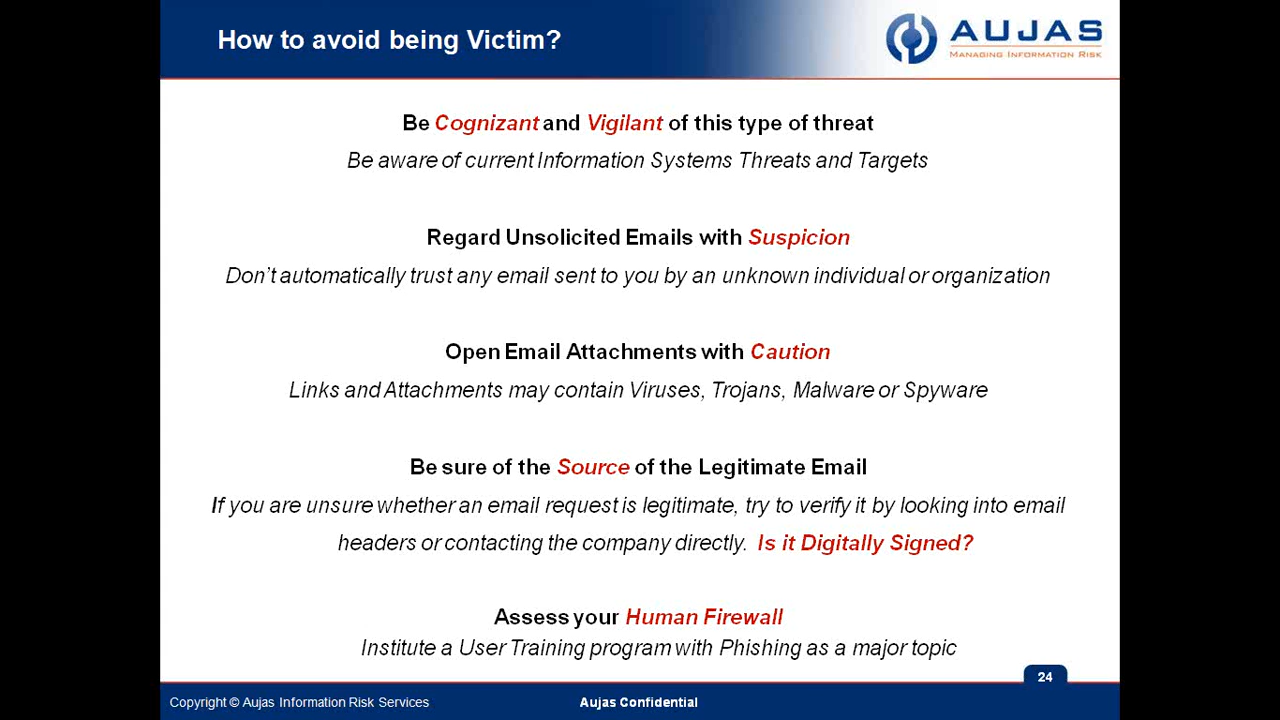 How to avoid being Victim?
AUJAS
MANAGING INFORMATION RISK
Be Cognizant and Vigilant of this type of threat
Be aware of current Information Systems Threats and Targets
Regard Unsolicited Emails with Suspicion
Don’t automatically trust any email sent to you by an unknown individual or organization
Open Email Attachments with Caution
Links and Attachments may contain Viruses, Trojans, Malware or Spyware
Be sure of the Source of the Legitimate Email
If you are unsure whether an email request is legitimate, try to verify it by looking into email
headers or contacting the company directly. Is it Digitally Signed?
Assess your Human Firewall
Institute a User Training program with Phishing as a major topic
24
Copyright © Aujas Information Risk Services
Aujas Confidential